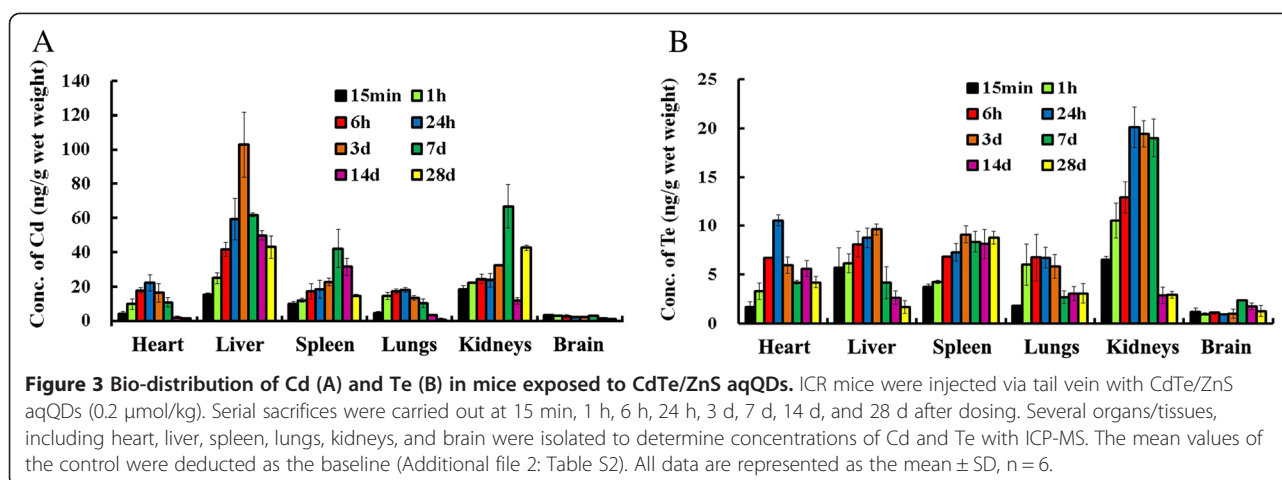 A
Conc. of Cd (ng/g wet weight)
140
120
100
80
60
40
20
0
15min 1h
6h 24h
3d 7d
14d 28d
Heart Liver Spleen Lungs Kidneys Brain
B
Conc. of Te (ng/g wet weight)
25
20
15
10
5
0
15min 1h
6h 24h
3d 7d
14d 28d
Heart Liver Spleen Lungs Kidneys Brain
Figure 3 Bio-distribution of Cd (A) and Te (B) in mice exposed to CdTe/ZnS aqQDs. ICR mice were injected via tail vein with CdTe/ZnS
aqQDs (0.2 μmol/kg). Serial sacrifices were carried out at 15 min, 1 h, 6 h, 24 h, 3 d, 7 d, 14 d, and 28 d after dosing. Several organs/tissues,
including heart, liver, spleen, lungs, kidneys, and brain were isolated to determine concentrations of Cd and Te with ICP-MS. The mean values of
the control were deducted as the baseline (Additional file 2: Table S2). All data are represented as the mean ± SD, n = 6.